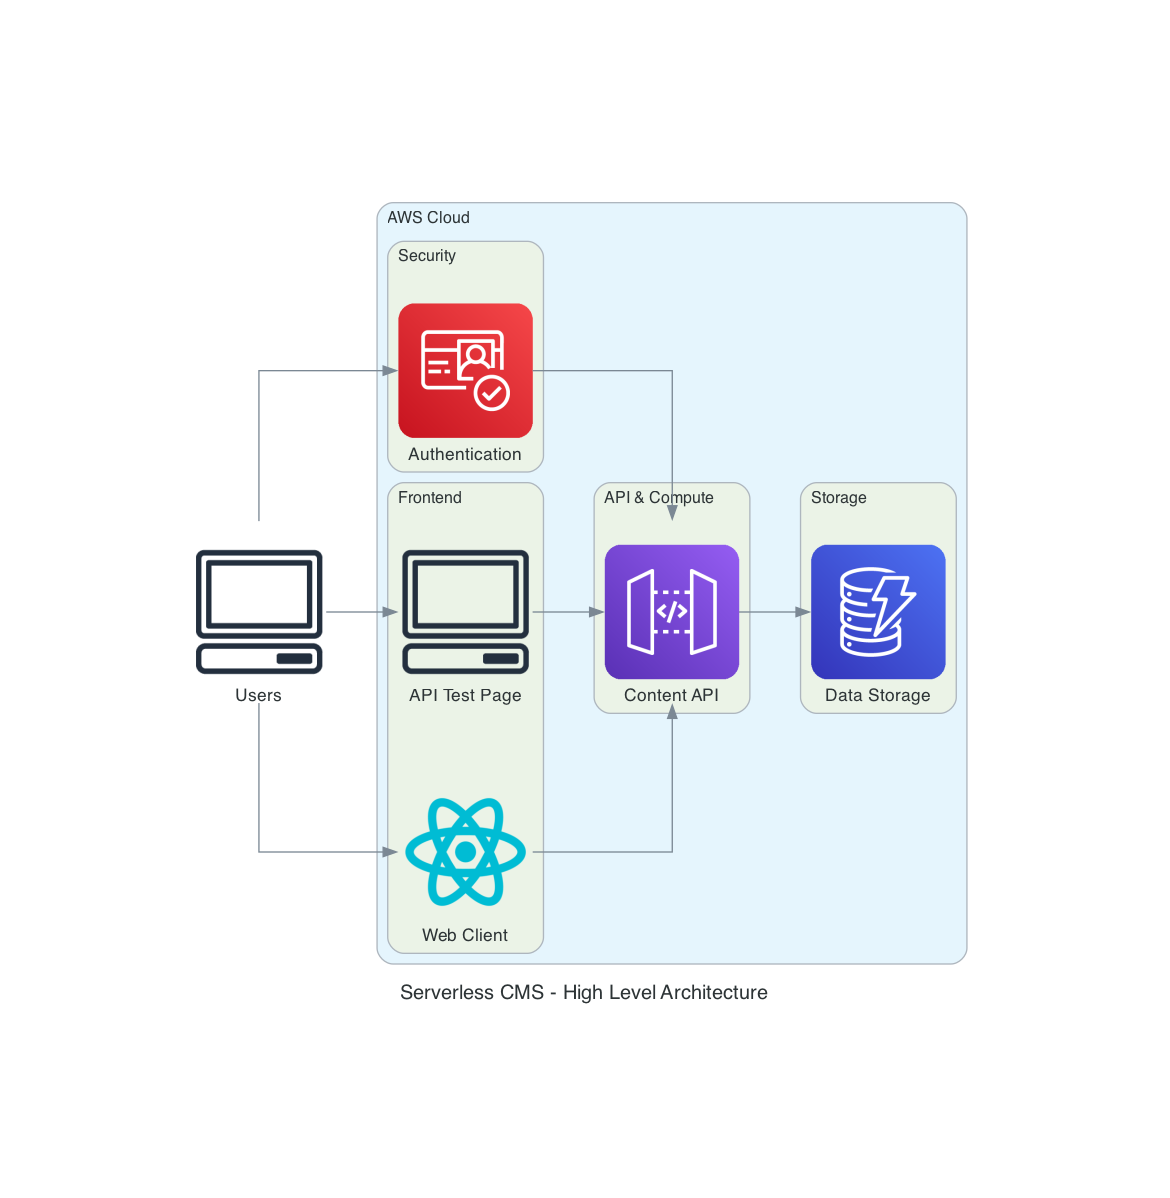 AWS Cloud
Security
Authentication
Frontend
API & Compute
Storage
Users
API Test Page
Content API
Data Storage
Web Client
Serverless CMS - High Level Architecture